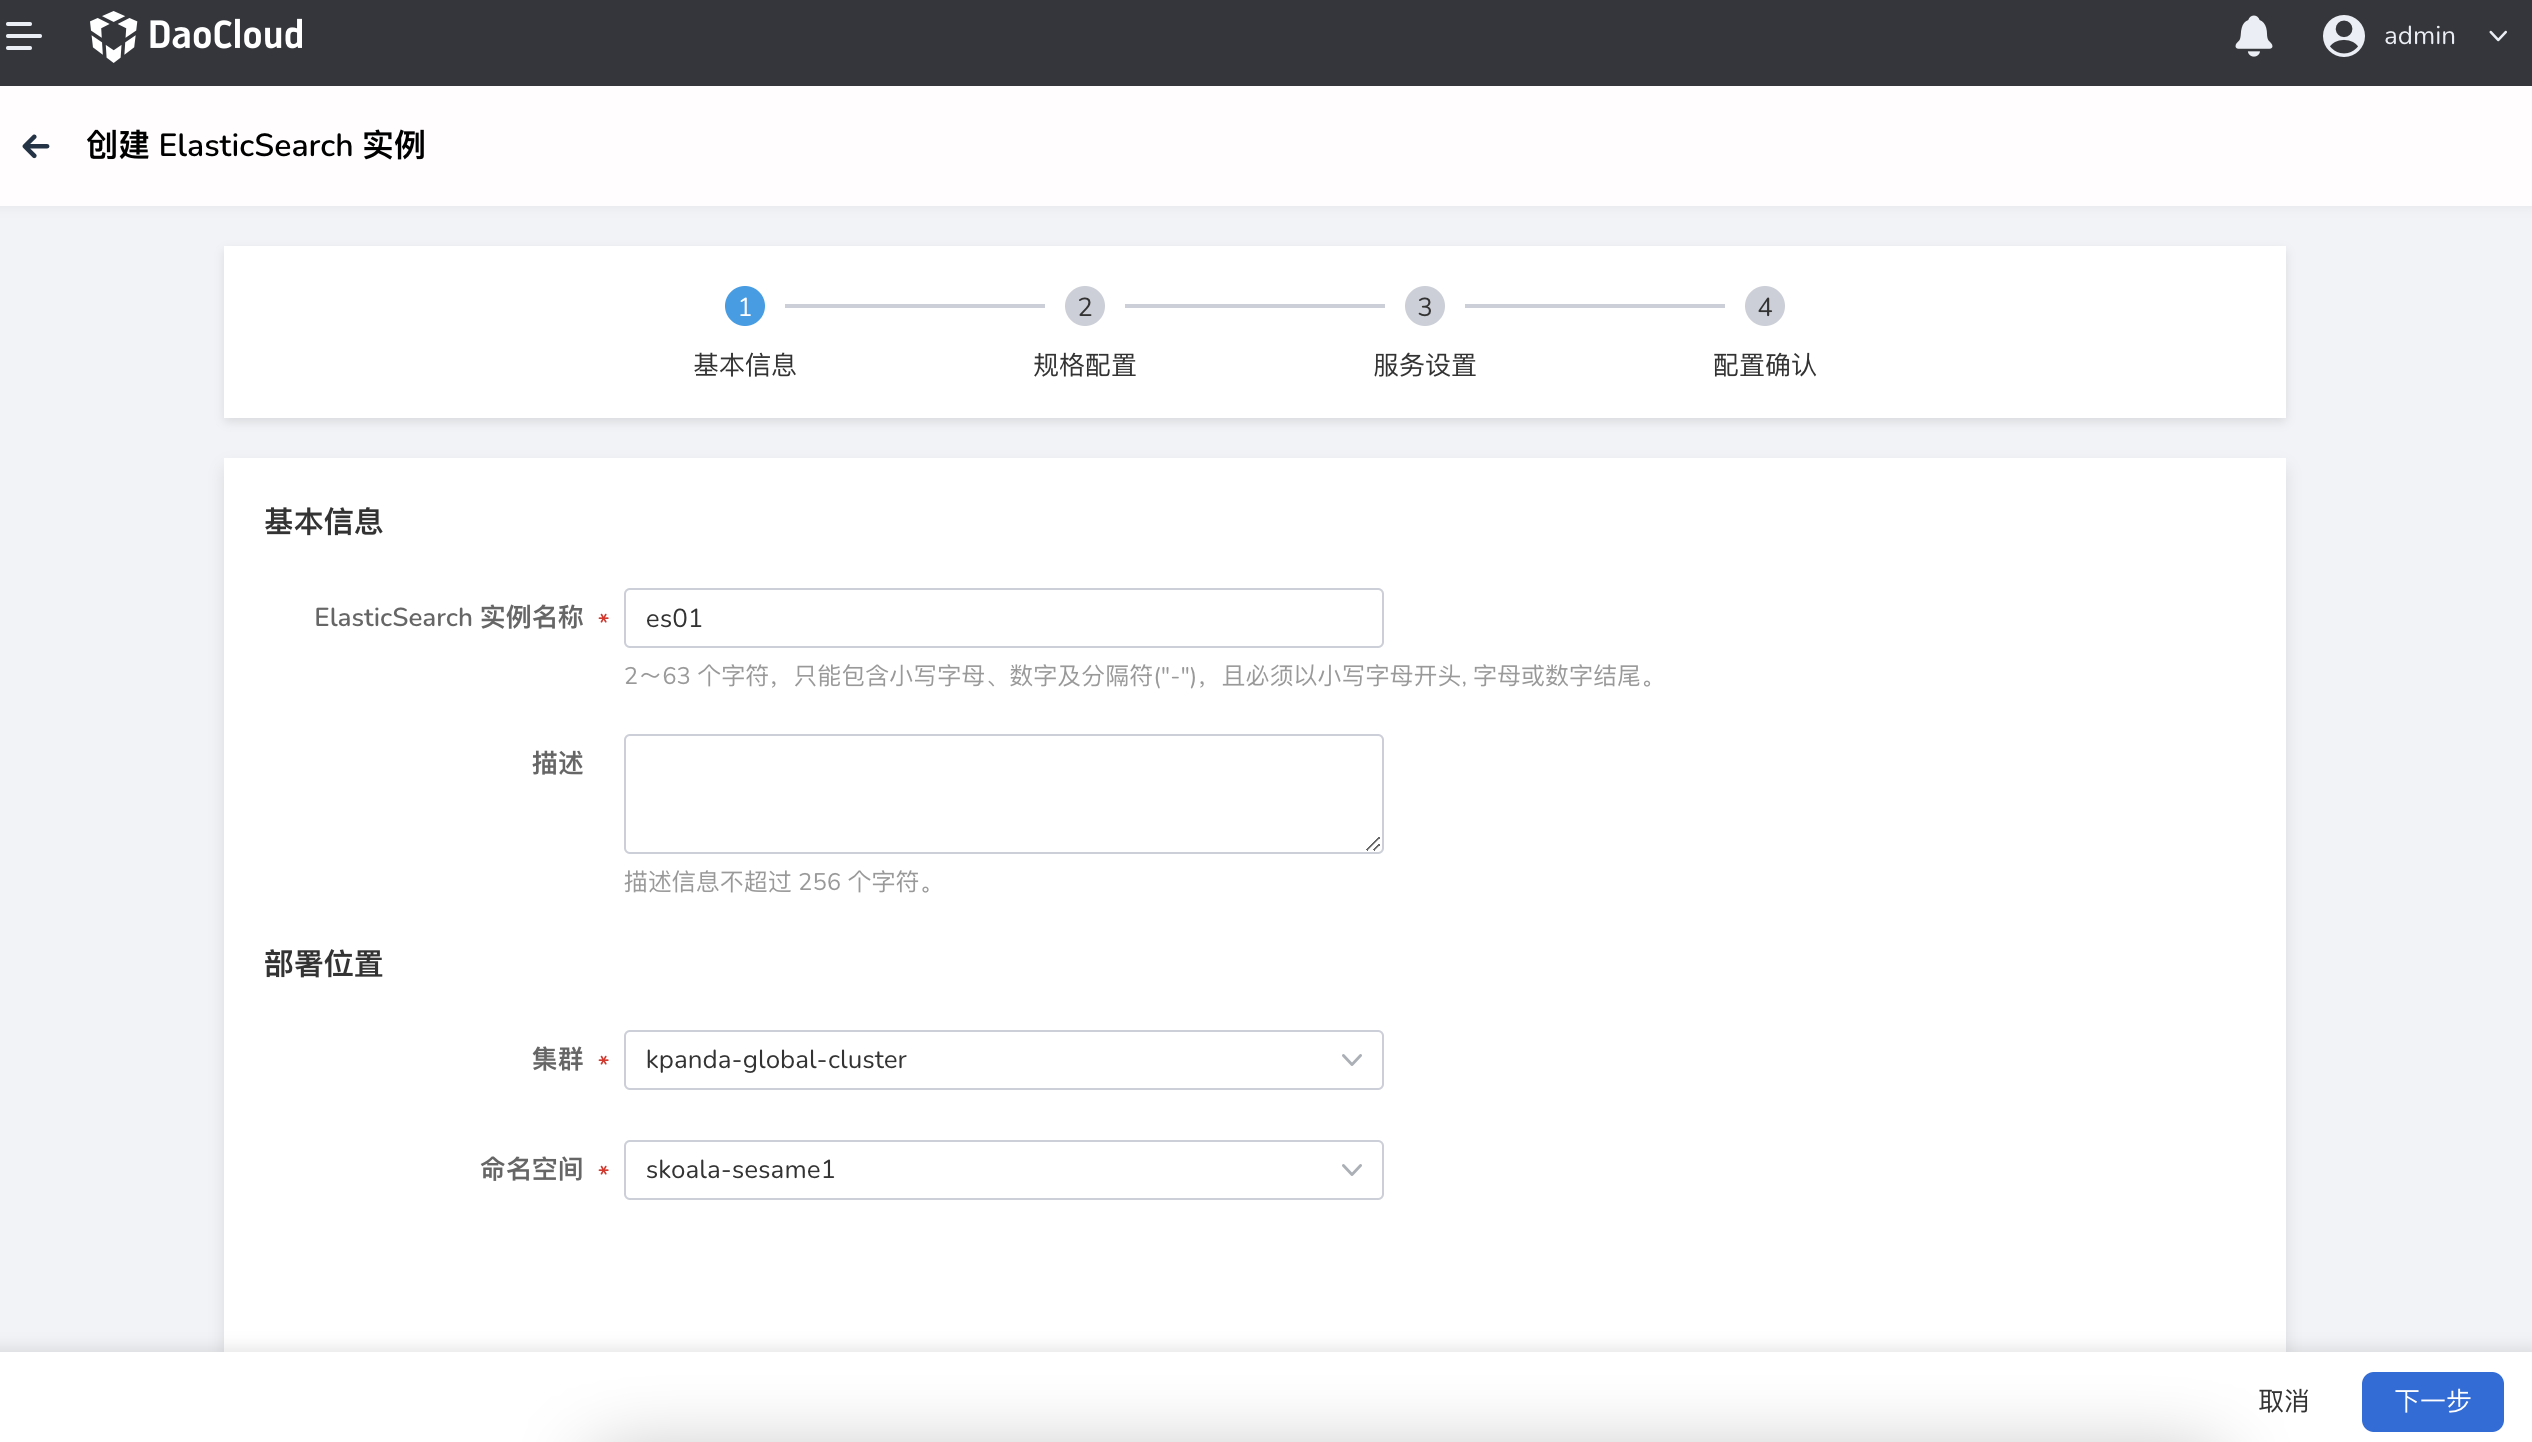 DaoCloud
admin
创建 ElasticSearch 实例
1
2
3
4
基本信息
规格配置
服务设置
配置确认
基本信息
ElasticSearch 实例名称 *
es01
2～63 个字符，只能包含小写字母、数字及分隔符("-")，且必须以小写字母开头, 字母或数字结尾。
描述
描述信息不超过 256 个字符。
部署位置
集群 *
kpanda-global-cluster
命名空间 *
skoala-sesame1
取消
下一步